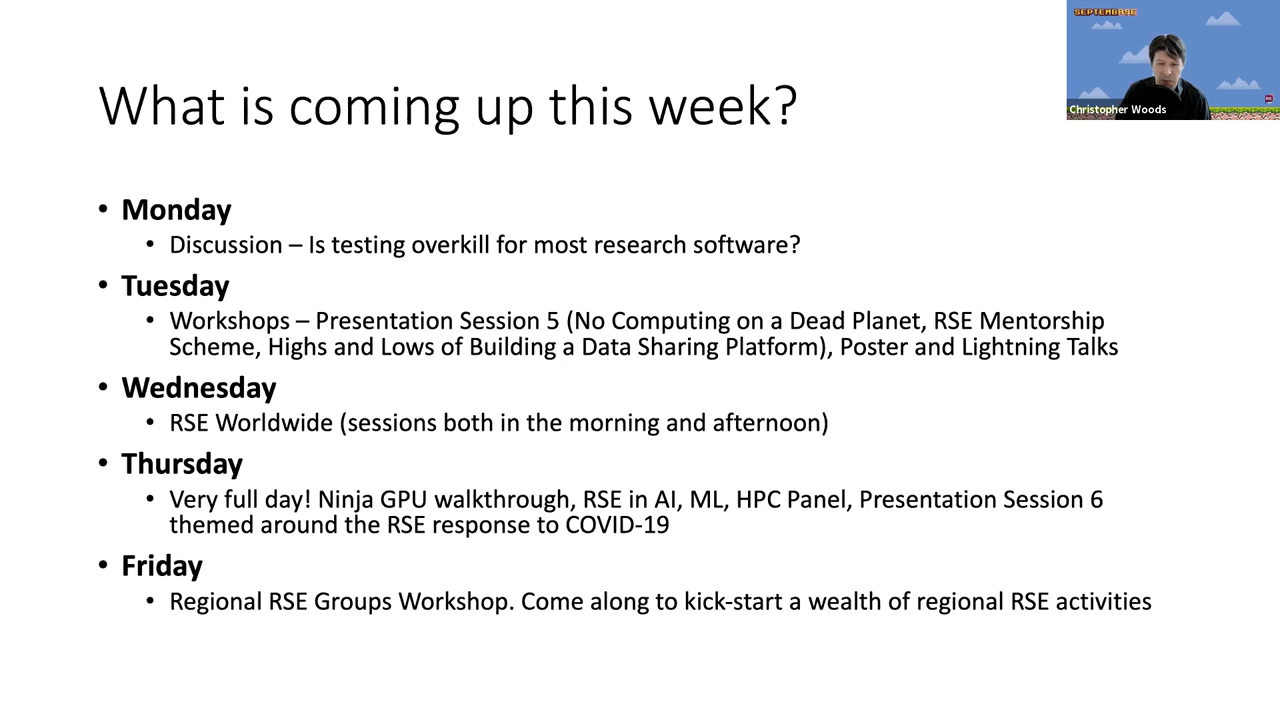 SEPTEMBRSE
Christopher Woods
What is coming up this week?
• Monday
• Discussion – Is testing overkill for most research software?
• Tuesday
• Workshops – Presentation Session 5 (No Computing on a Dead Planet, RSE Mentorship
Scheme, Highs and Lows of Building a Data Sharing Platform), Poster and Lightning Talks
• Wednesday
• RSE Worldwide (sessions both in the morning and afternoon)
• Thursday
• Very full day! Ninja GPU walkthrough, RSE in AI, ML, HPC Panel, Presentation Session 6
themed around the RSE response to COVID-19
• Friday
• Regional RSE Groups Workshop. Come along to kick-start a wealth of regional RSE activities